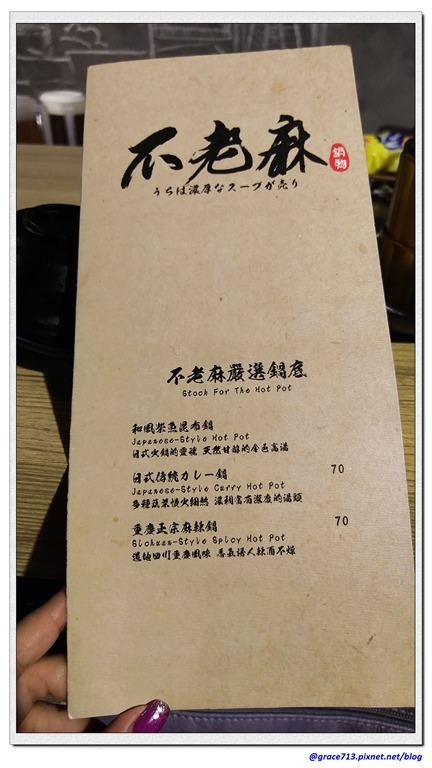 不老麻
鍋物
うちは濃厚なスープが売り
不老麻嚴選鍋底
Stock For The Hot Pot
和風柴魚昆布鍋
Japanese-Style Hot Pot
日式火鍋的靈魂 天然甘醇的金色高湯
日式傳統カレー鍋 70
Japanese-Style Curry Hot Pot
多種蔬菜慢火細熬 濃稠富有深度的湯頭
重慶正宗麻辣鍋 70
Sichuan-Style Spicy Hot Pot
道地四川重慶風味 香氣誘人辣而不燥
@grace713.pixnet.net/blog